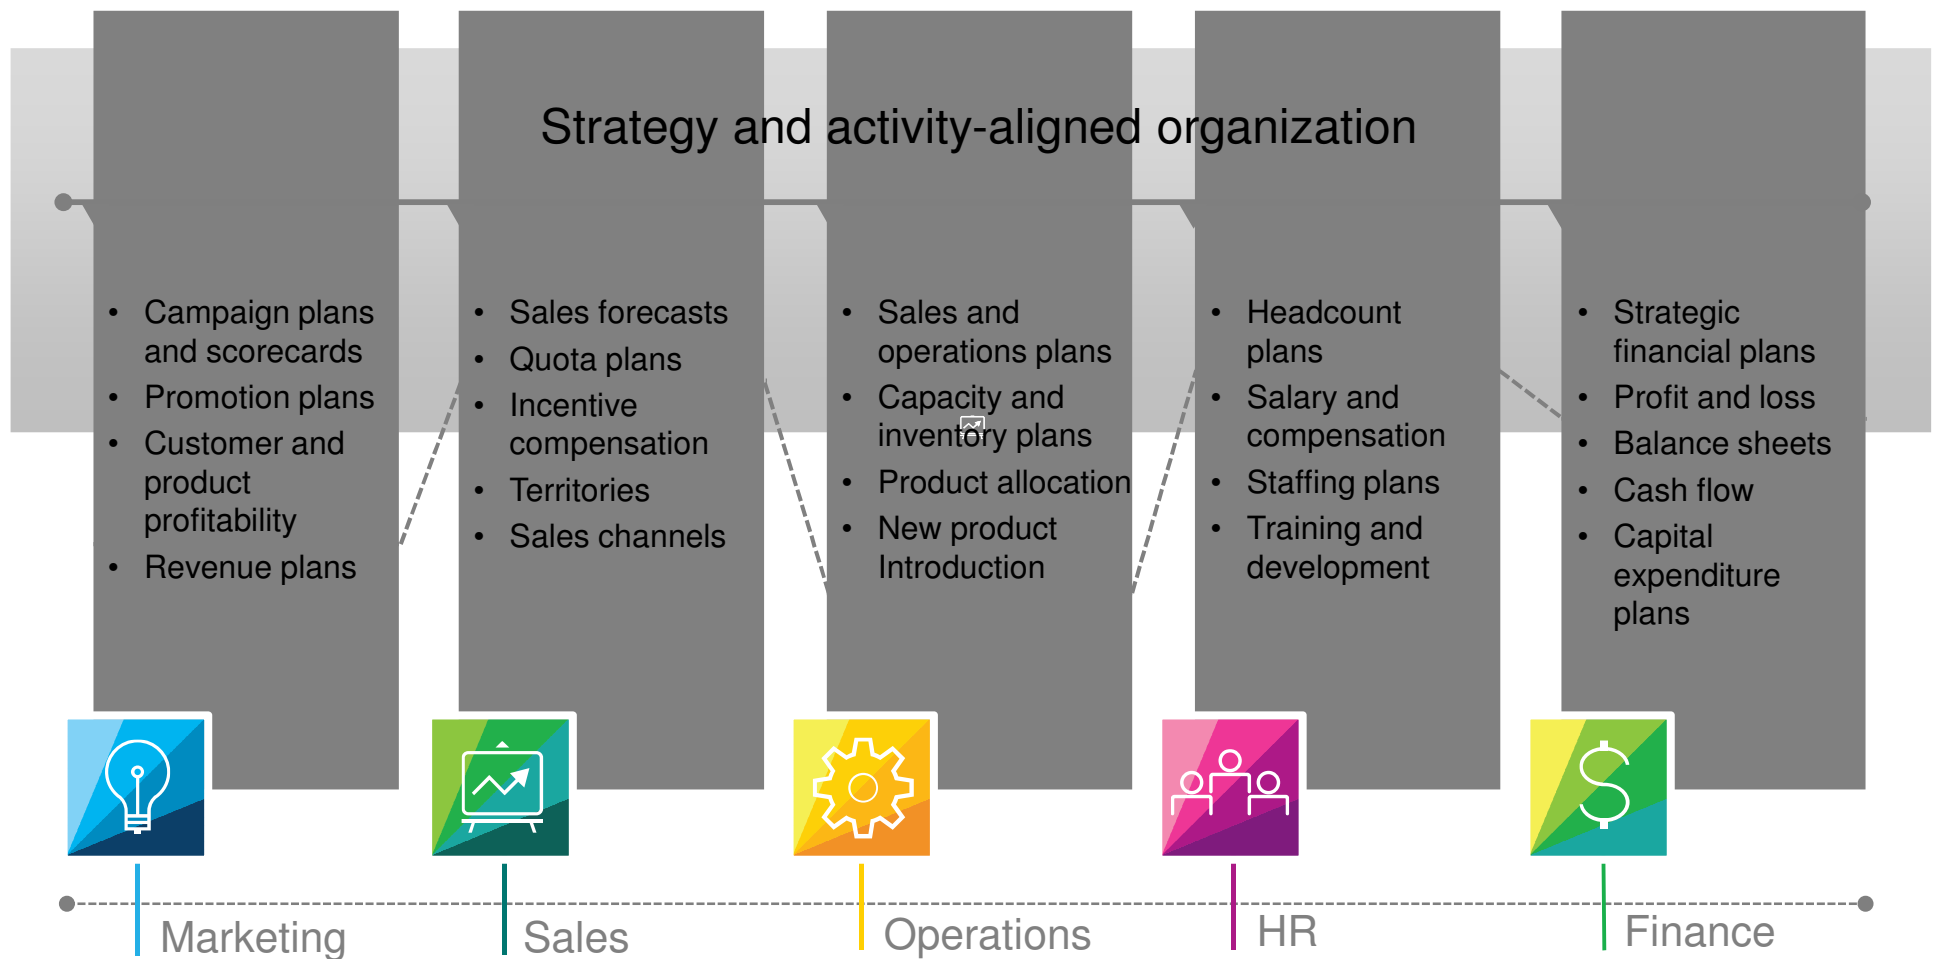 Strategy and activity-aligned organization
• Campaign plans
and scorecards
• Promotion plans
• Customer and
product
profitability
• Revenue plans
• Sales forecasts
• Quota plans
• Incentive
compensation
• Territories
• Sales channels
• Sales and
operations plans
• Capacity and
inventory plans
• Product allocation
• New product
Introduction
• Headcount
plans
• Salary and
compensation
• Staffing plans
• Training and
development
• Strategic
financial plans
• Profit and loss
• Balance sheets
• Cash flow
• Capital
expenditure
plans
Marketing
Sales
Operations
HR
Finance